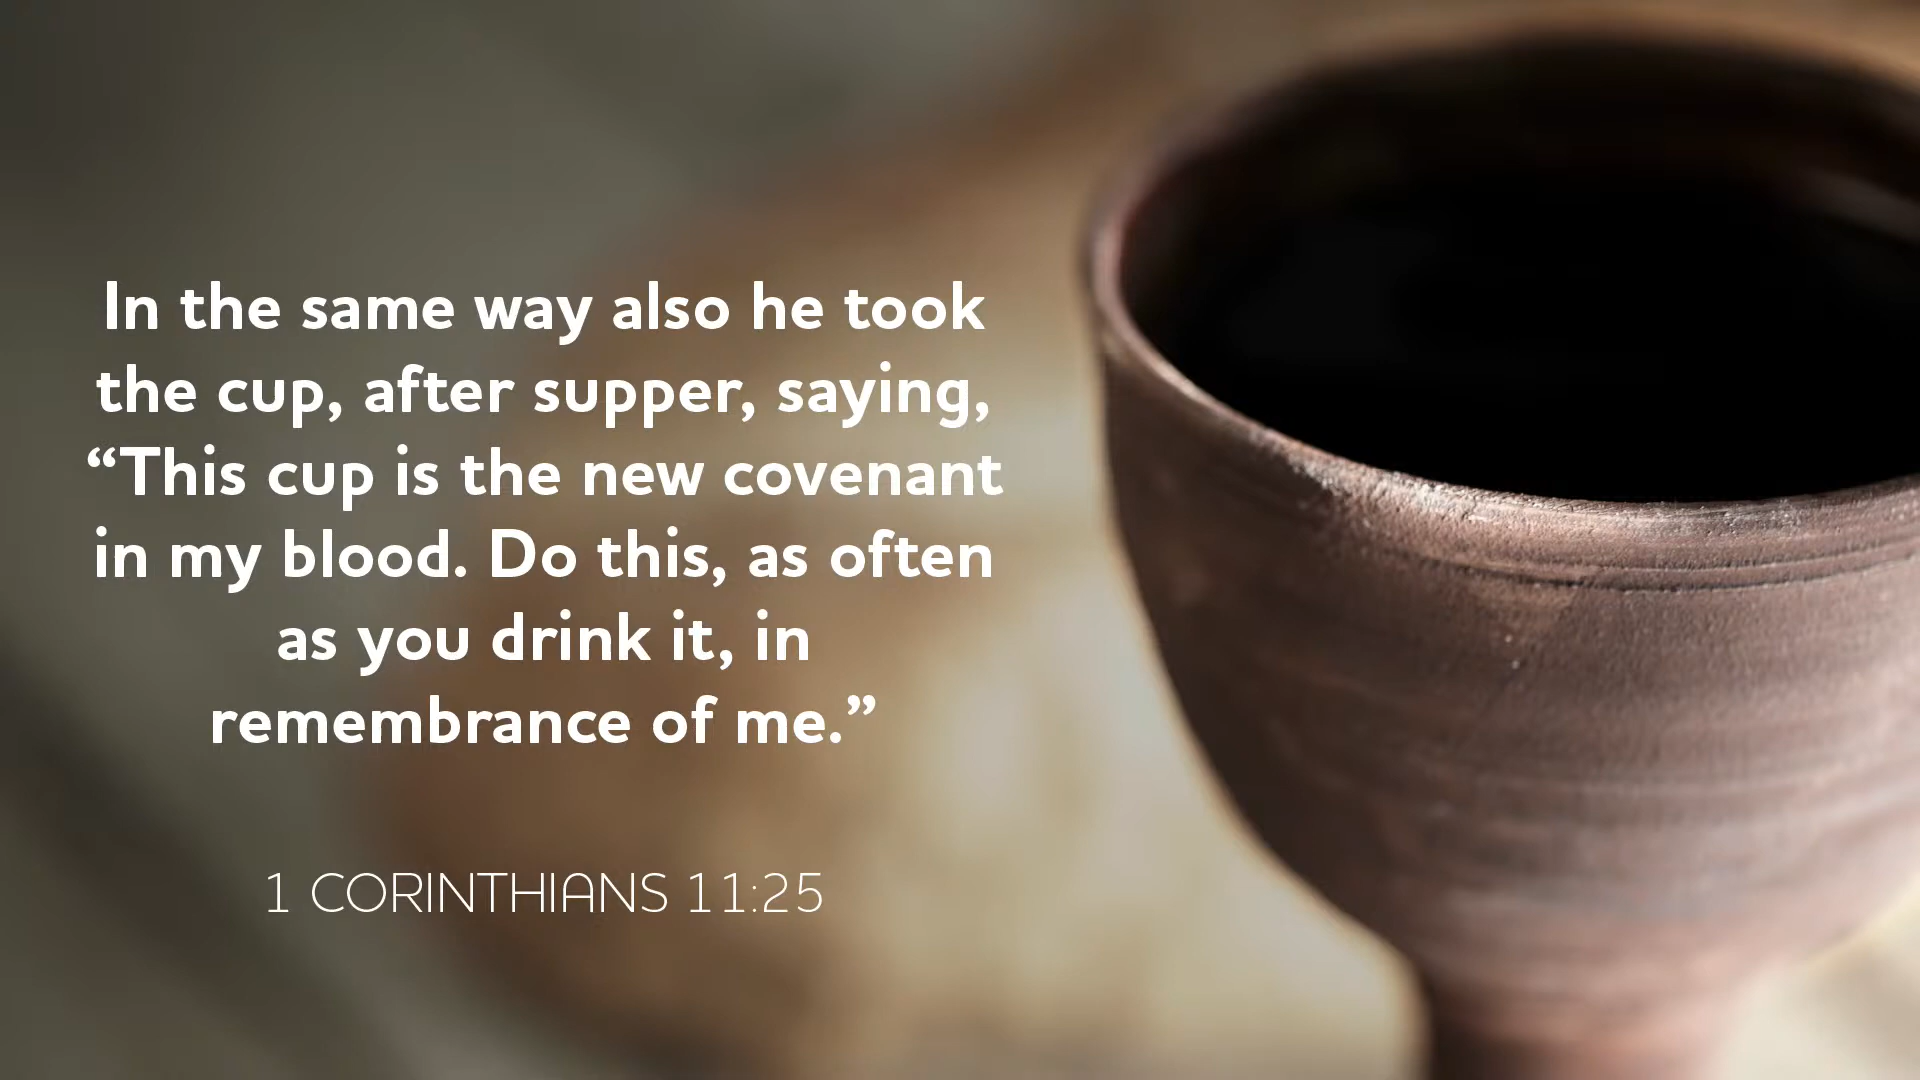 In the same way also he took
the cup, after supper, saying,
“This cup is the new covenant
in my blood. Do this, as often
as you drink it, in
remembrance of me.”
1 CORINTHIANS 11:25